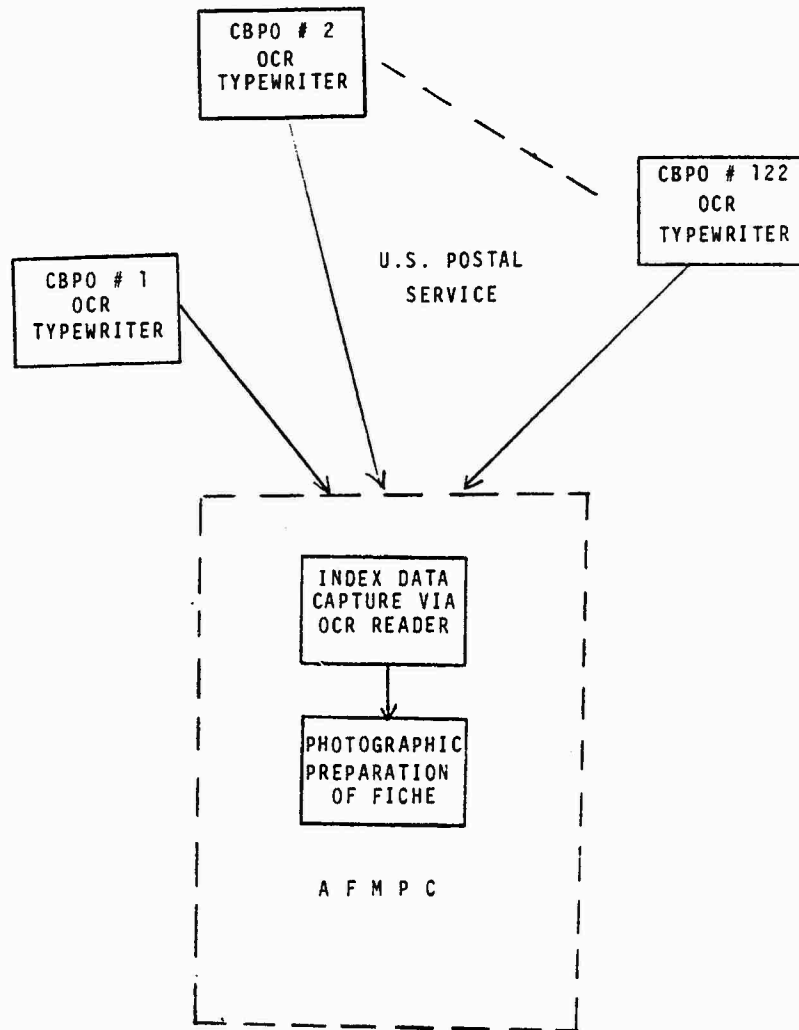 CBPO # 2
OCR
TYPEWRITER
CBPO # 122
OCR
TYPEWRITER
U.S. POSTAL
SERVICE
CBPO # 1
OCR
TYPEWRITER
INDEX DATA
CAPTURE VIA
OCR READER
PHOTOGRAPHIC
PREPARATION
OF FICHE
A F M P C